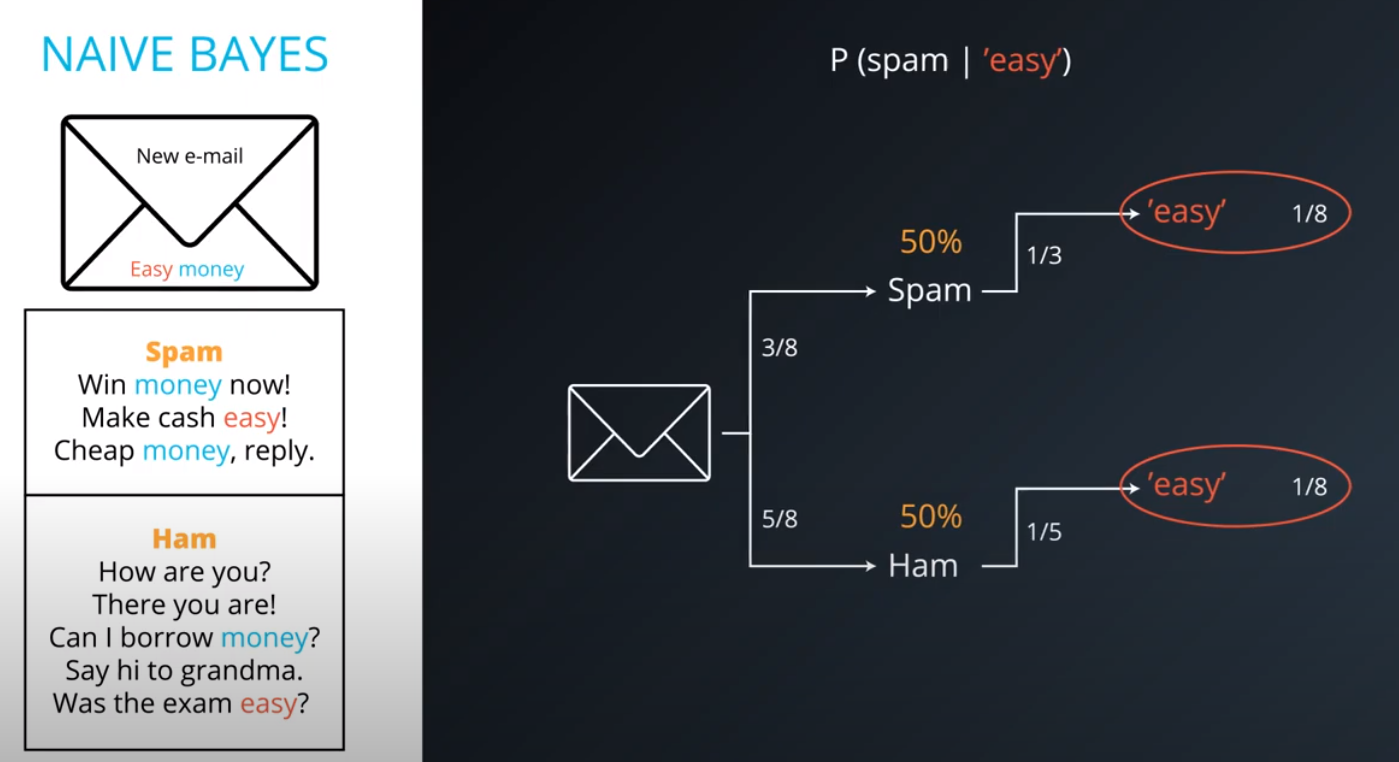 NAIVE BAYES
New e-mail
Easy money
Spam
Win money now!
Make cash easy!
Cheap money, reply.
Ham
How are you?
There you are!
Can I borrow money?
Say hi to grandma.
Was the exam easy?
P (spam | 'easy')
'easy' 1/8
50%
1/3
Spam
3/8
'easy' 1/8
5/8
50%
1/5
Ham